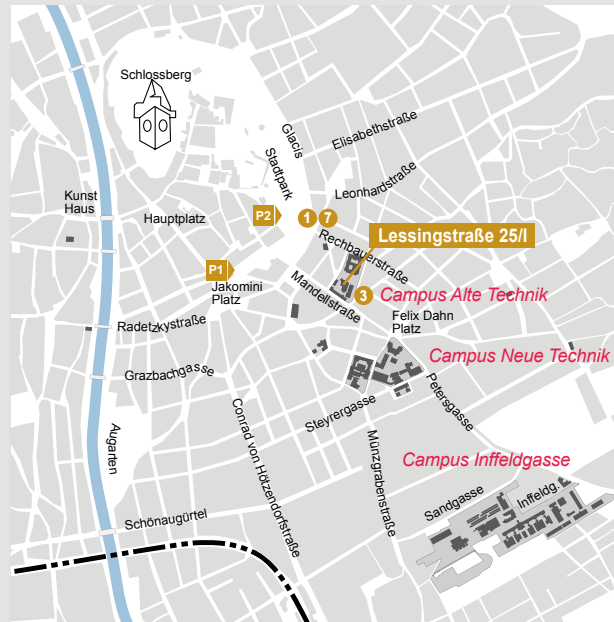 Schlossberg
Glacis
Elisabethstraße
Stadtpark
Leonhardstraße
Kunst
Haus
Hauptplatz
P2
1
7
Rechbauerstraße
Lessingstraße 25/I
P1
Jakomini
Platz
Mandellstraße
3
Campus Alte Technik
Felix Dahn
Platz
Radetzkystraße
Campus Neue Technik
Grazbachgasse
Petersgasse
Steyrergasse
Conrad von Hötzendorfstraße
Münzgrabenstraße
Augarten
Campus Inffeldgasse
Sandgasse
Inffeldg.
Schönaugürtel